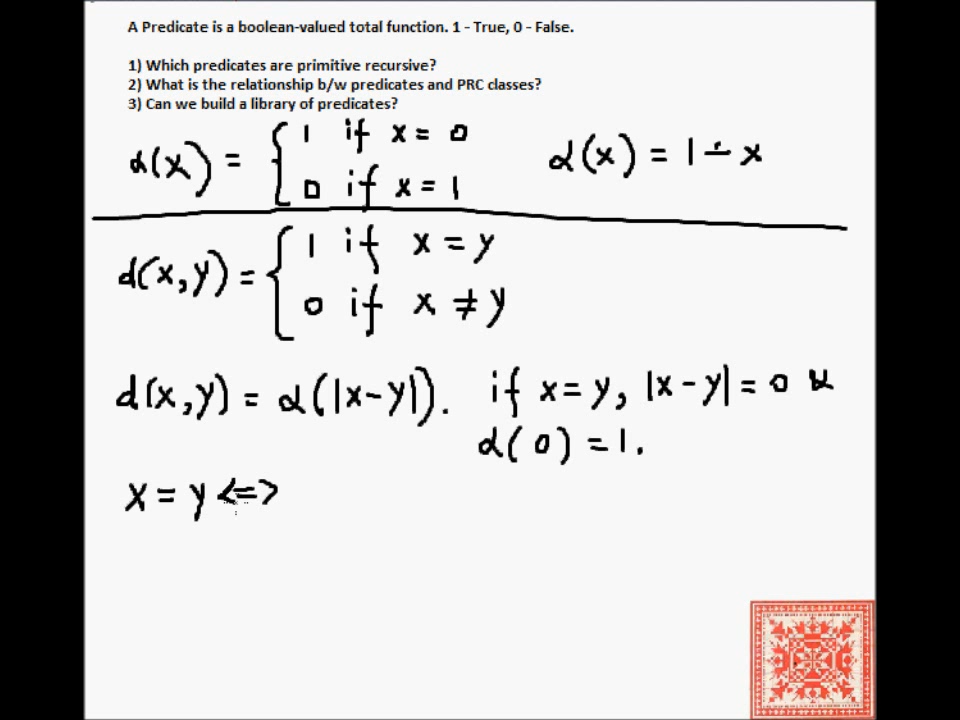 A Predicate is a boolean-valued total function. 1 - True, 0 - False.
1) Which predicates are primitive recursive?
2) What is the relationship b/w predicates and PRC classes?
3) Can we build a library of predicates?
α(x) = { 1 if x = 0
0 if x = 1
α(x) = 1 ∸ x
d(x,y) = { 1 if x = y
0 if x ≠ y
d(x,y) = α(|x-y|). if x = y, |x-y| = 0 &
α(0) = 1.
x = y <=>